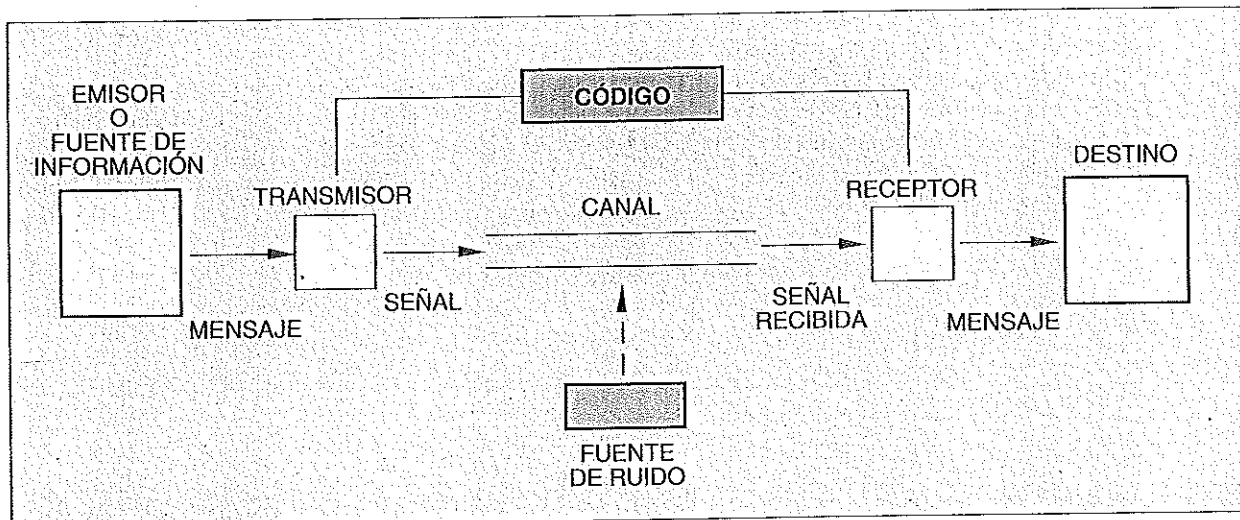 CÓDIGO
EMISOR
O
FUENTE DE
INFORMACIÓN
TRANSMISOR
CANAL
RECEPTOR
DESTINO
MENSAJE
SEÑAL
SEÑAL
RECIBIDA
MENSAJE
FUENTE
DE RUIDO